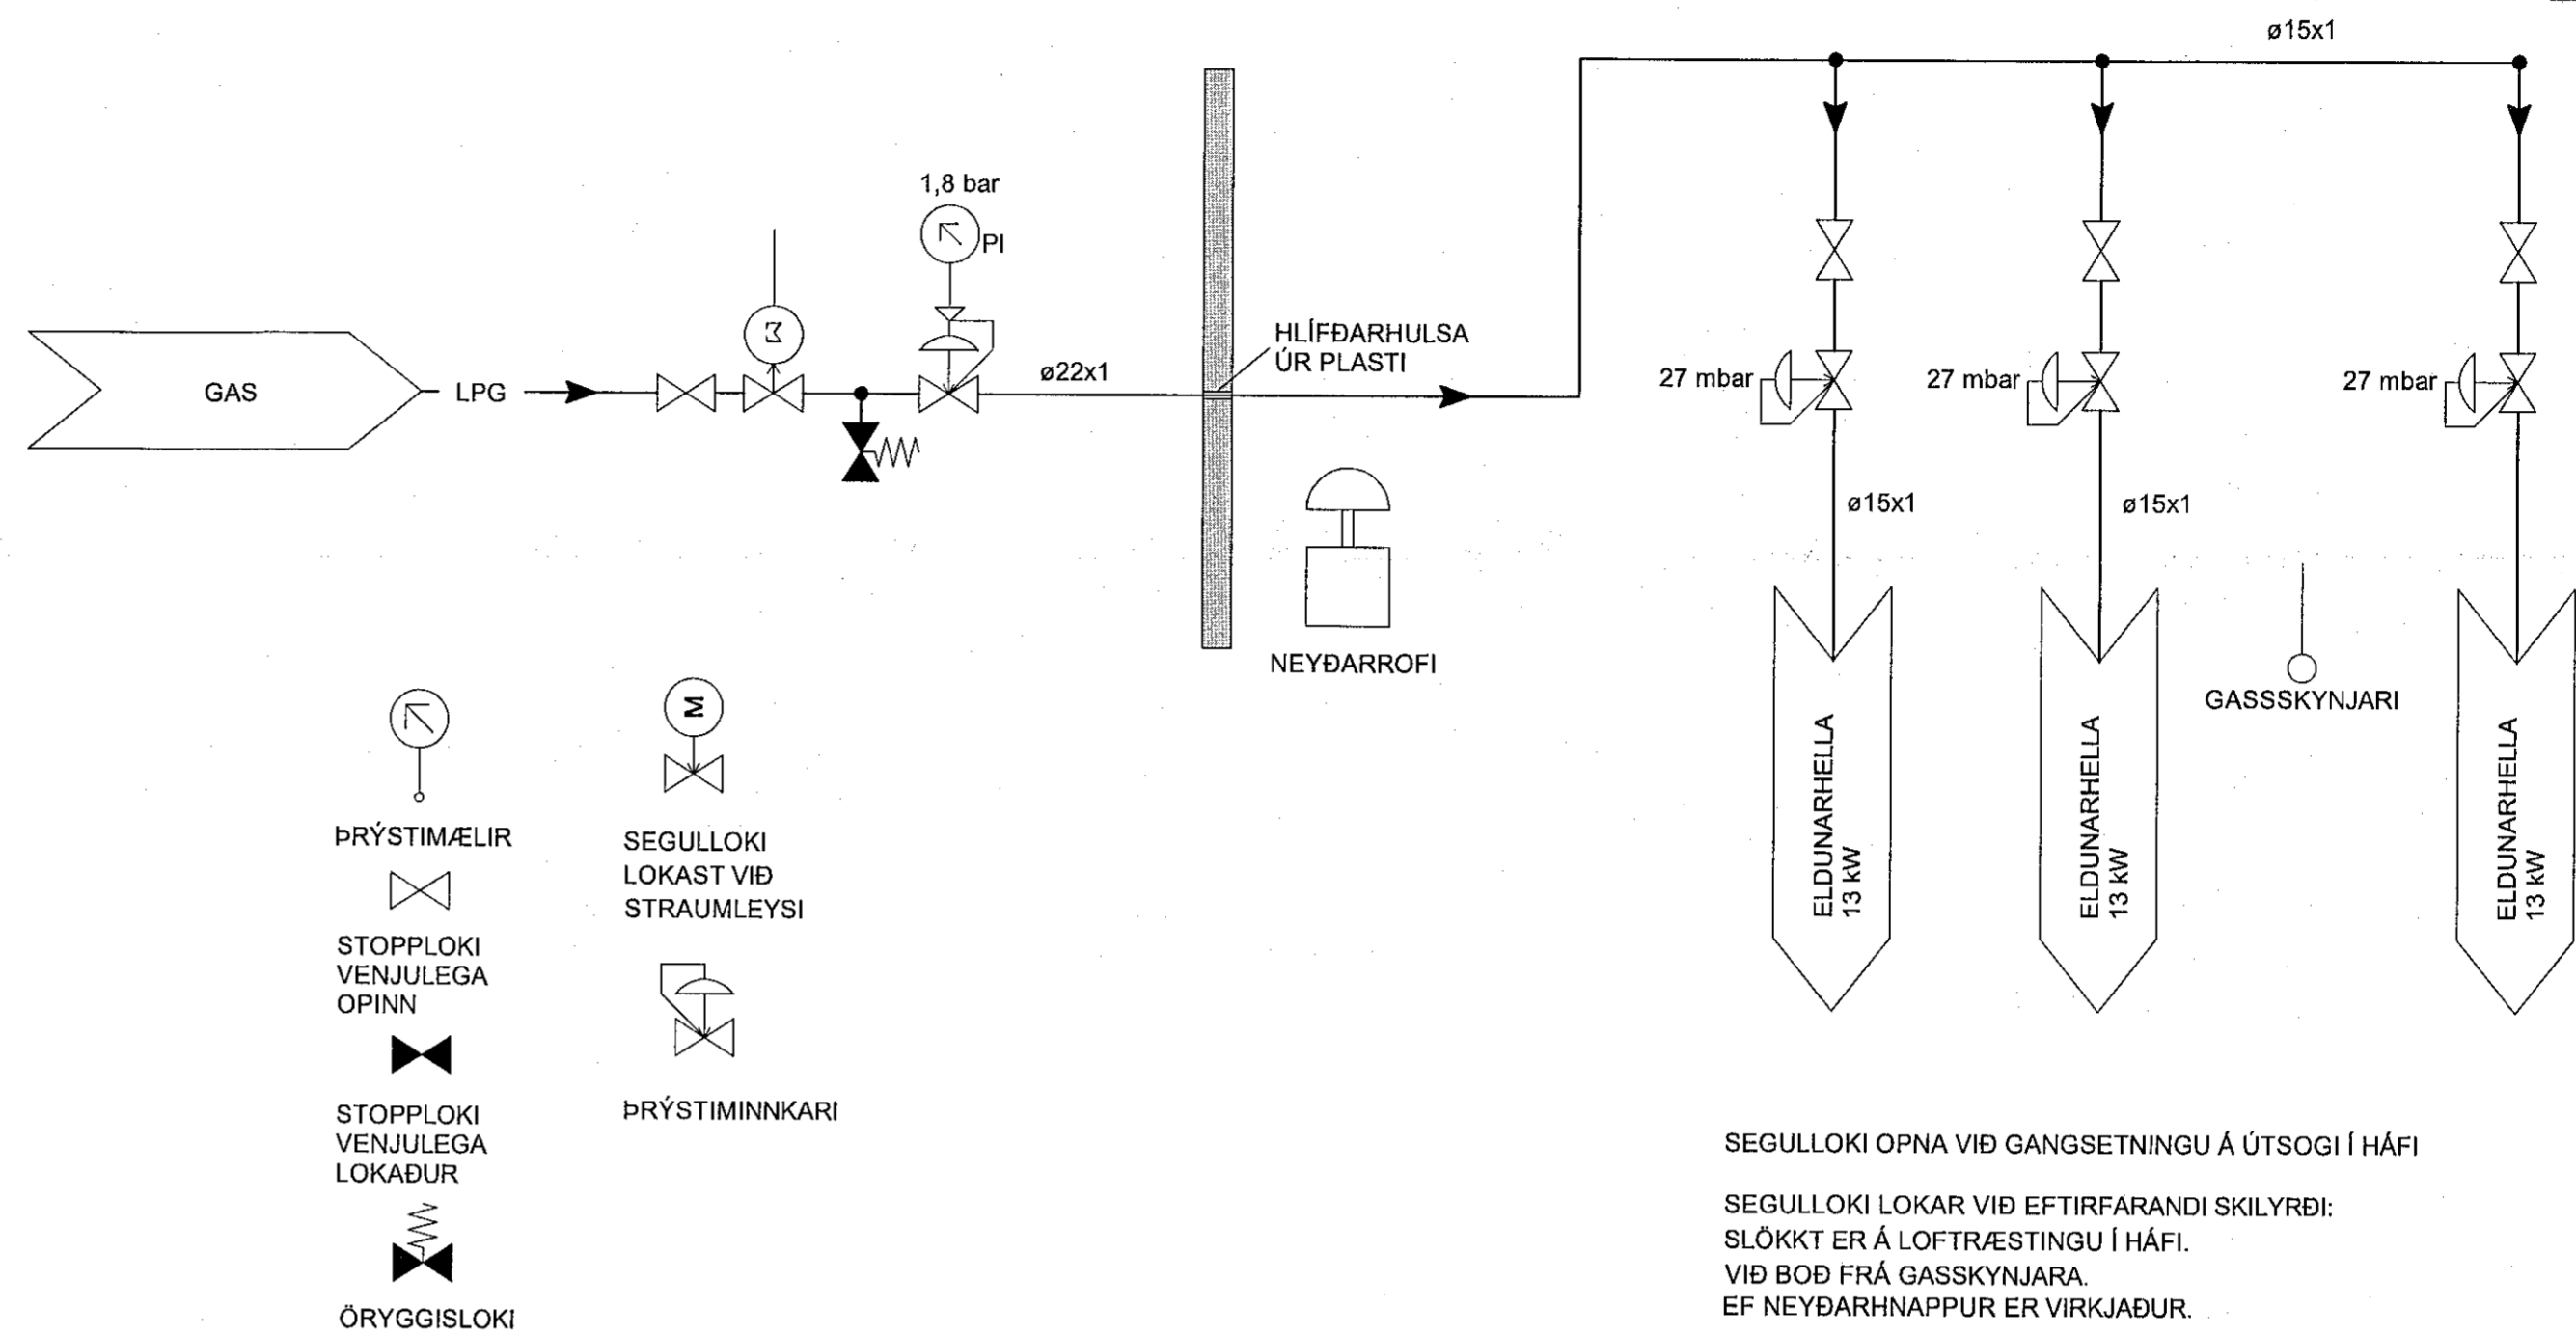 ø15x1
1,8 bar
PI
GAS
LPG
M
ø22x1
HLÍFÐARHULSA
ÚR PLASTI
27 mbar
27 mbar
27 mbar
ø15x1
ø15x1
NEYÐARROFI
GASSSKYNJARI
ELDUNARHELLA
13 kW
ELDUNARHELLA
13 kW
ELDUNARHELLA
13 kW
ÞRÝSTIMÆLIR
STOPPLOKI
VENJULEGA
OPINN
STOPPLOKI
VENJULEGA
LOKAÐUR
ÖRYGGISLOKI
M
SEGULLOKI
LOKAST VIÐ
STRAUMLEYSI
ÞRÝSTIMINNKARI
SEGULLOKI OPNA VIÐ GANGSETNINGU Á ÚTSOGI Í HÁFI
SEGULLOKI LOKAR VIÐ EFTIRFARANDI SKILYRÐI:
SLÖKKT ER Á LOFTRÆSTINGU Í HÁFI.
VIÐ BOÐ FRÁ GASSKYNJARA.
EF NEYÐARHNAPPUR ER VIRKJAÐUR.